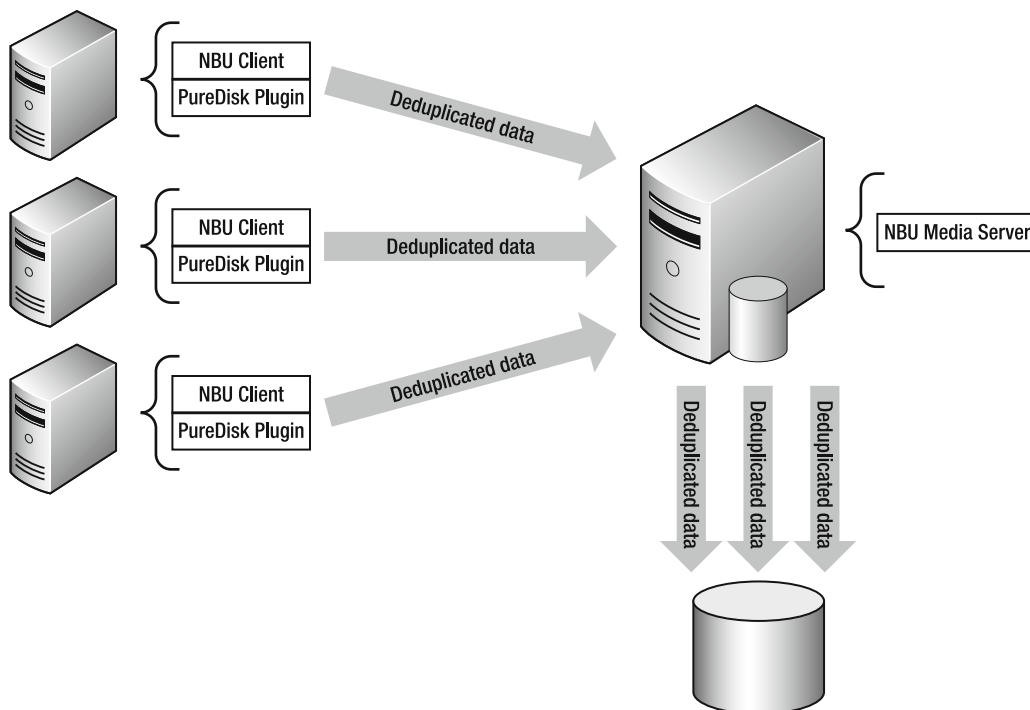 NBU Client
PureDisk Plugin
Deduplicated data
NBU Client
PureDisk Plugin
Deduplicated data
NBU Client
PureDisk Plugin
Deduplicated data
NBU Media Server
Deduplicated data
Deduplicated data
Deduplicated data